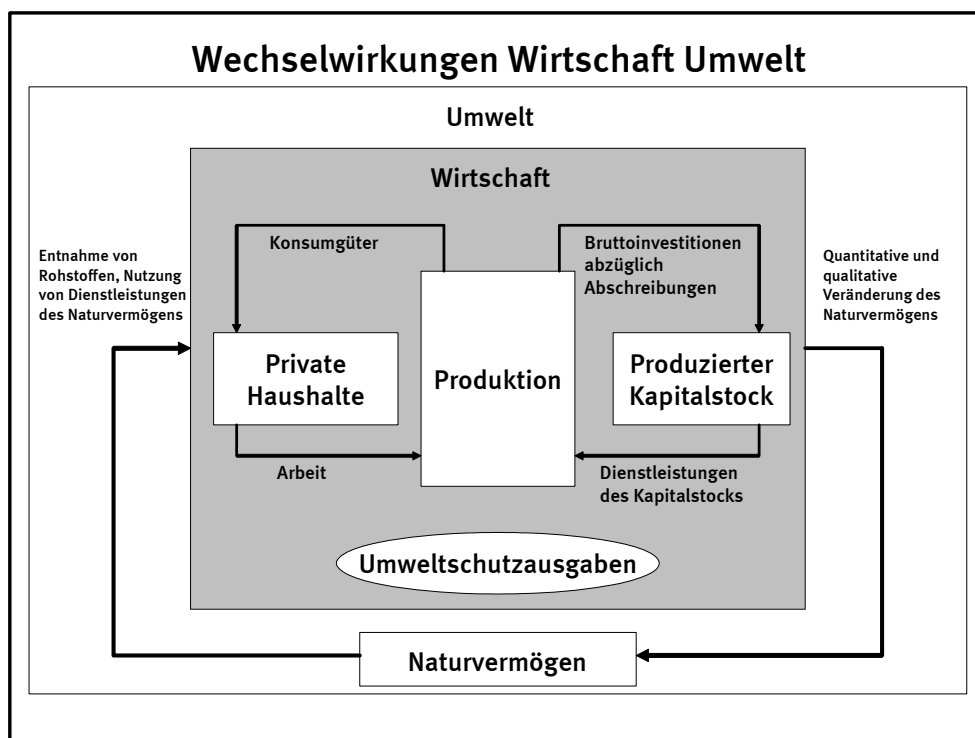 Wechselwirkungen Wirtschaft Umwelt
Umwelt
Wirtschaft
Entnahme von
Rohstoffen, Nutzung
von Dienstleistungen
des Naturvermögens
Konsumgüter
Bruttoinvestitionen
abzüglich
Abschreibungen
Quantitative und
qualitative
Veränderung des
Naturvermögens
Private
Haushalte
Produktion
Produzierter
Kapitalstock
Arbeit
Dienstleistungen
des Kapitalstocks
Umweltschutzausgaben
Naturvermögen